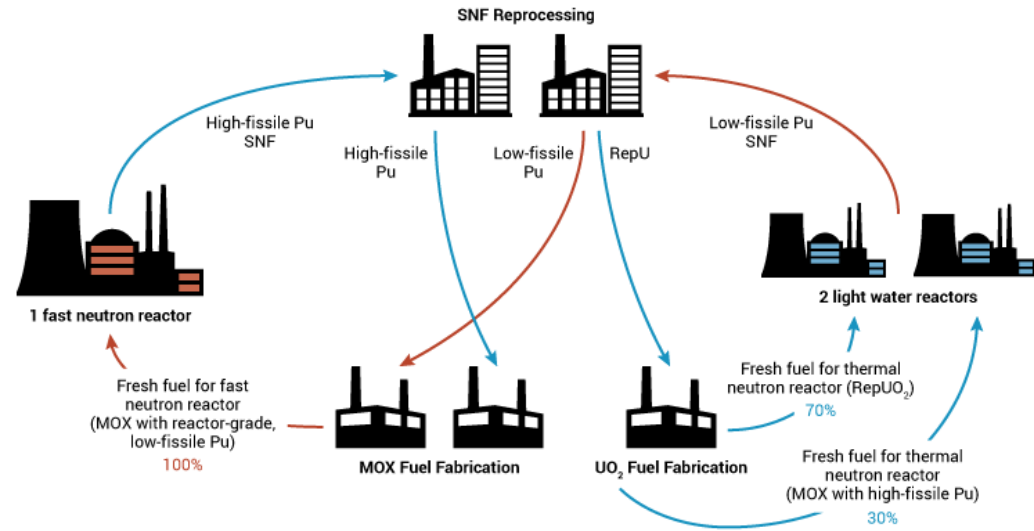 SNF Reprocessing
High-fissile Pu
SNF
High-fissile
Pu
Low-fissile
Pu
RepU
Low-fissile Pu
SNF
1 fast neutron reactor
2 light water reactors
Fresh fuel for fast
neutron reactor
(MOX with reactor-grade,
low-fissile Pu)
100%
MOX Fuel Fabrication
UO₂ Fuel Fabrication
Fresh fuel for thermal
neutron reactor (RepUO₂)
70%
Fresh fuel for thermal
neutron reactor
(MOX with high-fissile Pu)
30%